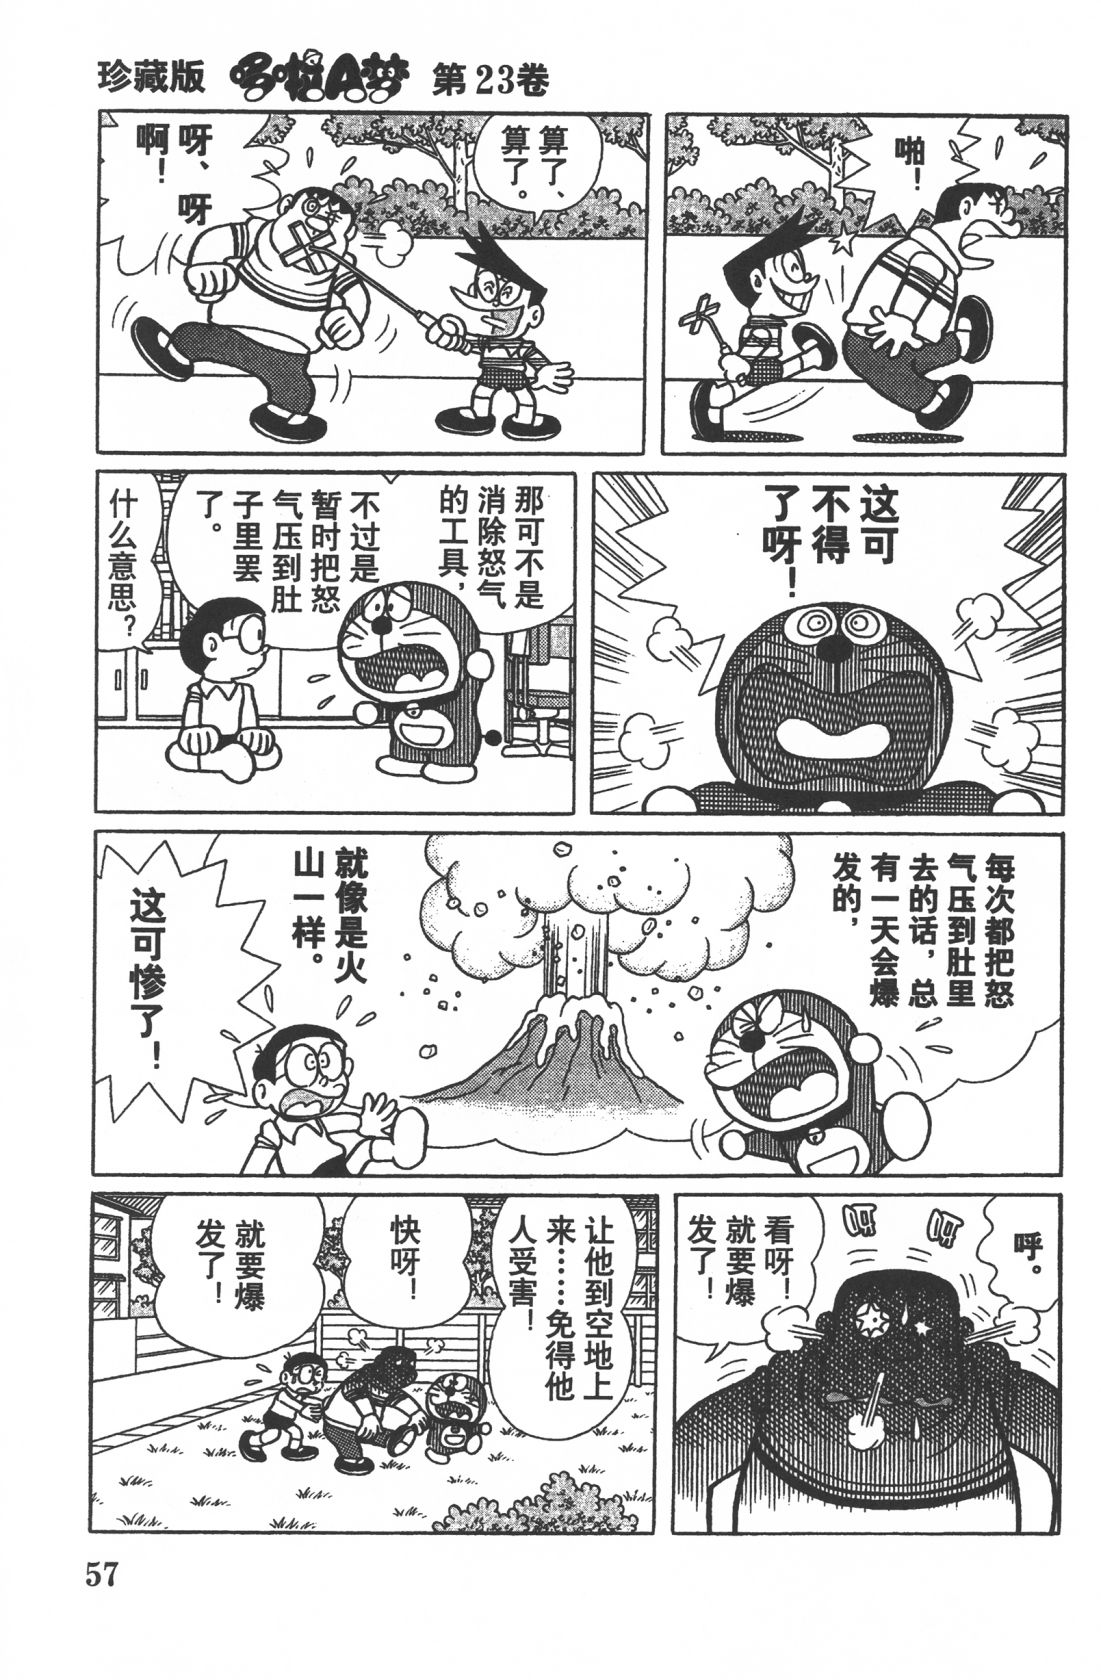 珍藏版 哆啦A梦 第23卷
啪！
算了、
算了。
呀、呀
啊！
这可
不得
了呀！
那可不是
消除怒气
的工具，
不过是
暂时把怒
气压到肚
子里罢
了。
什么意思？
每次都把怒
气压到肚里
去的话，总
有一天会爆
发的，
就像是火
山一样。
这可惨了！
呼。
看呀！
就要爆
发了！
让他到空地上
来……免得他
人受害！
快呀！
就要爆
发了！
57